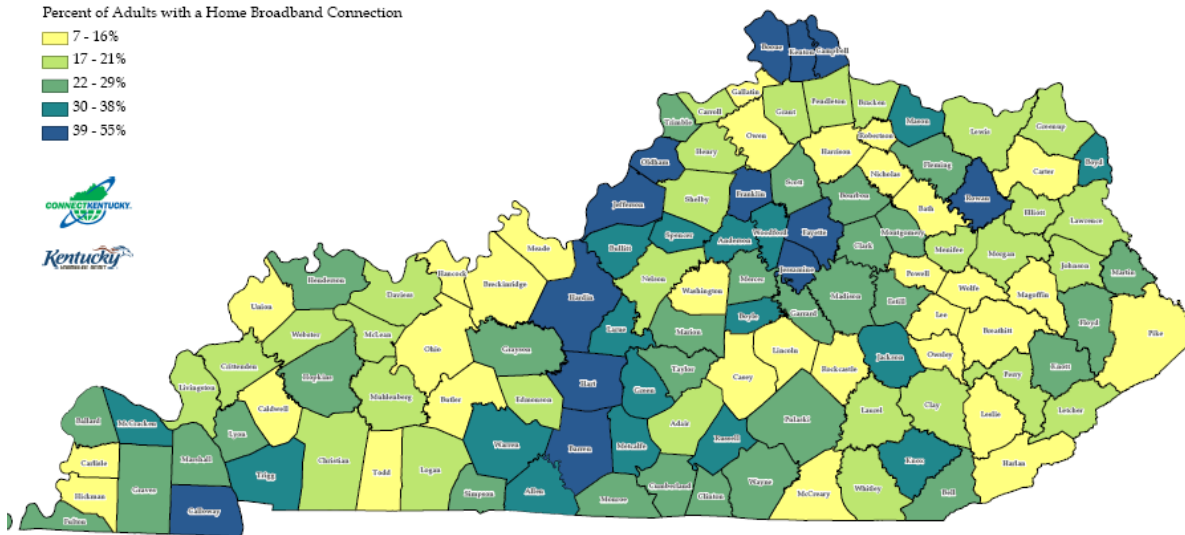 Percent of Adults with a Home Broadband Connection
7 - 16%
17 - 21%
22 - 29%
30 - 38%
39 - 55%
CONNECTKENTUCKY.
Kentucky
Boone
Kenton
Campbell
Gallatin
Carroll
Trimble
Grant
Pendleton
Bracken
Mason
Lewis
Greenup
Owen
Robertson
Henry
Harrison
Fleming
Carter
Boyd
Oldham
Nicholas
Scott
Franklin
Bourbon
Rowan
Jefferson
Shelby
Bath
Elliott
Lawrence
Spencer
Anderson
Woodford
Fayette
Montgomery
Bullitt
Clark
Menifee
Morgan
Meade
Johnson
Martin
Hancock
Breckinridge
Nelson
Jessamine
Powell
Henderson
Mercer
Wolfe
Magoffin
Washington
Madison
Estill
Daviess
Hardin
Union
Garrard
Lee
Floyd
Larue
Boyle
Breathitt
Pike
Webster
McLean
Marion
Ohio
Grayson
Lincoln
Jackson
Owsley
Rockcastle
Crittenden
Hopkins
Hart
Taylor
Casey
Perry
Knott
Livingston
Green
Muhlenberg
Butler
Edmonson
Caldwell
Laurel
Clay
Leslie
Letcher
Ballard
McCracken
Adair
Pulaski
Lyon
Russell
Warren
Barren
Metcalfe
Knox
Marshall
Carlisle
Christian
Todd
Logan
Trigg
Harlan
Wayne
Cumberland
Clinton
Whitley
Bell
Graves
Hickman
Simpson
Allen
Monroe
McCreary
Calloway
Fulton